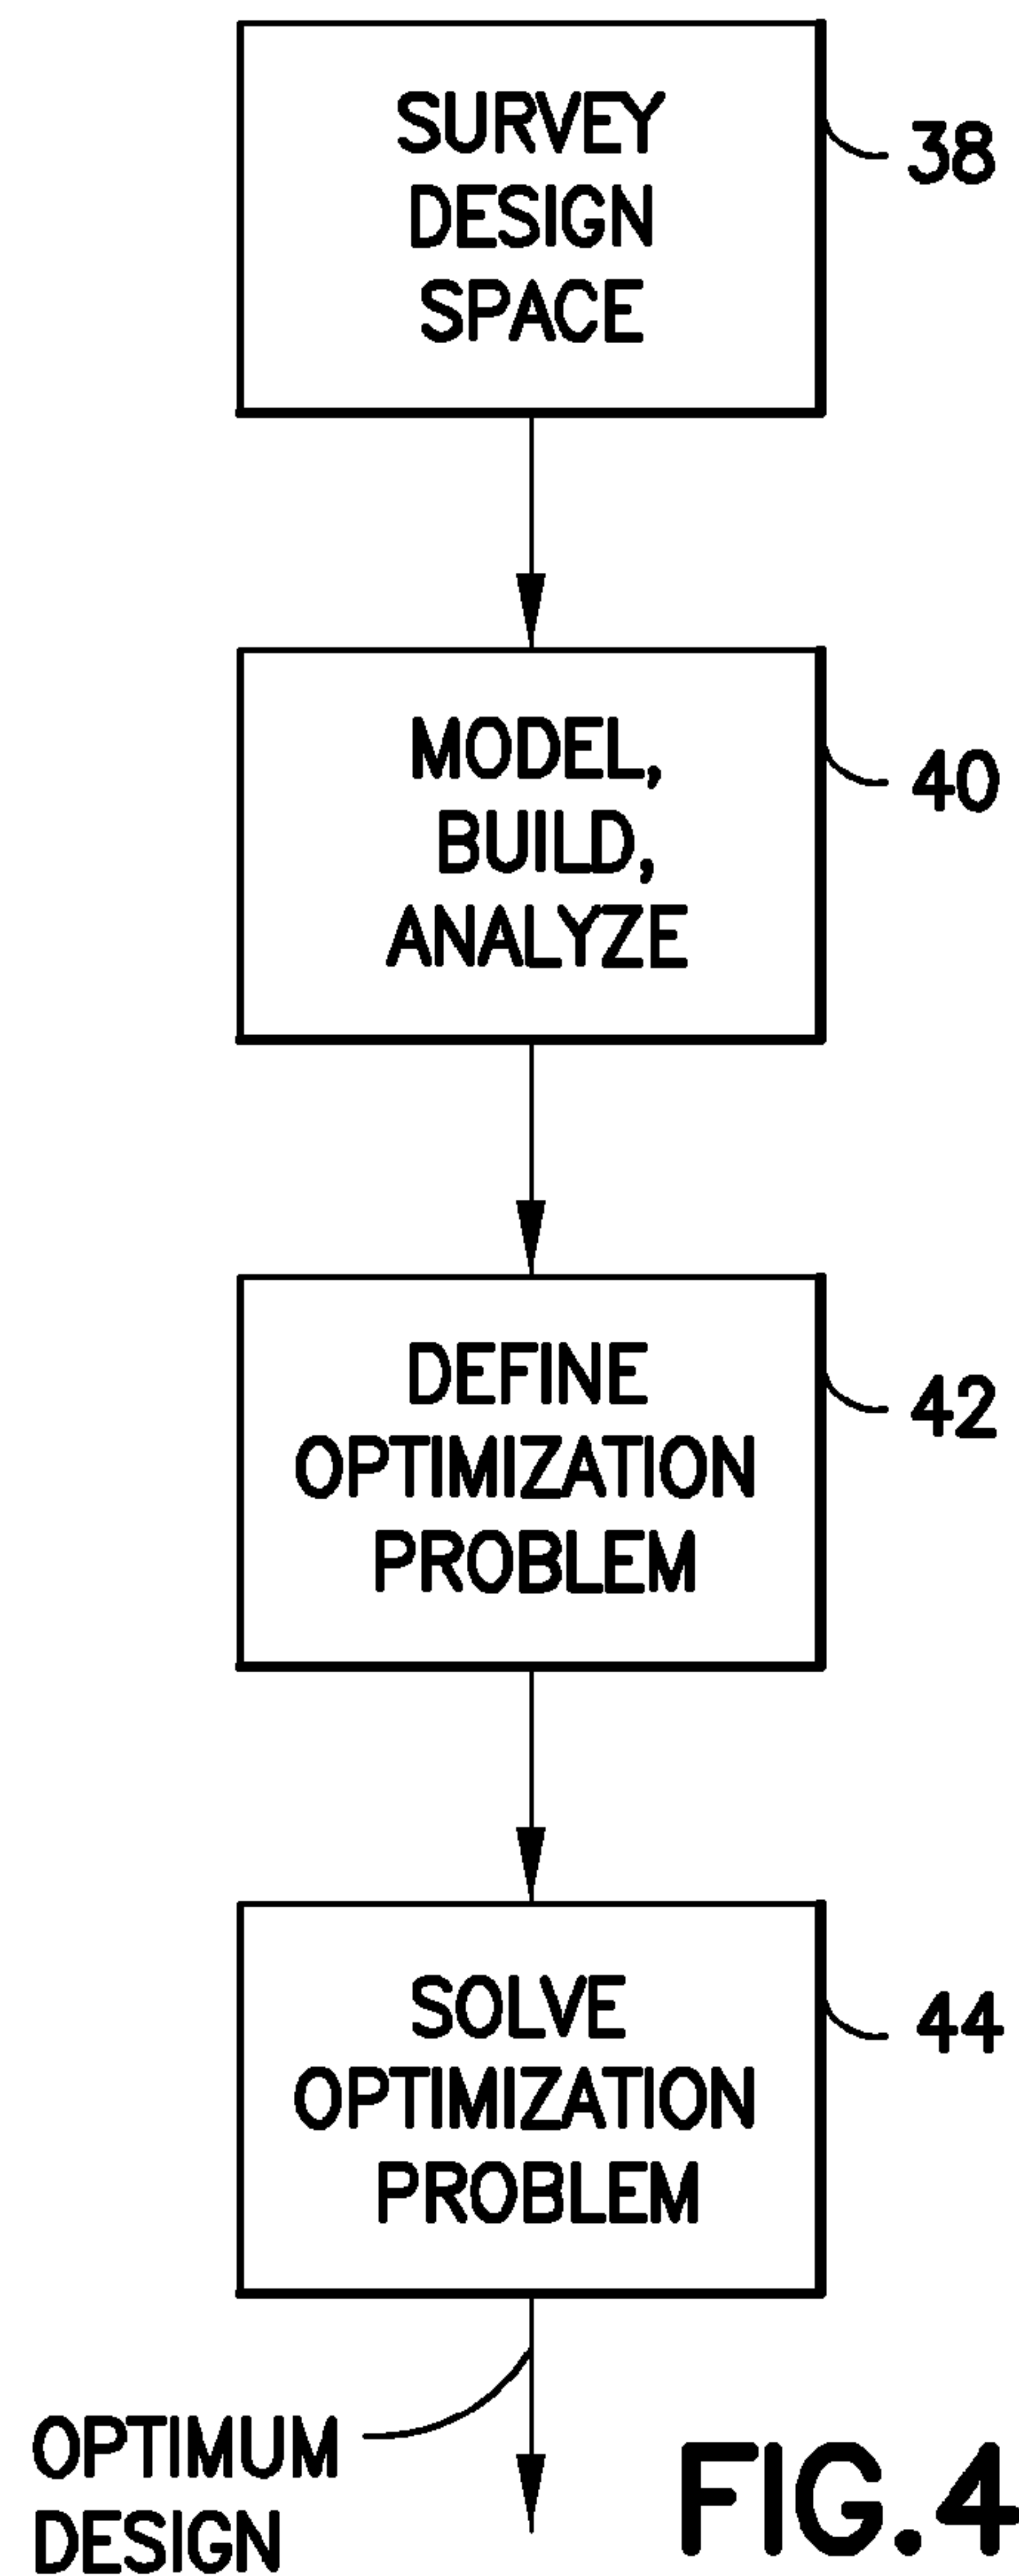 SURVEY
DESIGN
SPACE
38
MODEL,
BUILD,
ANALYZE
40
DEFINE
OPTIMIZATION
PROBLEM
42
SOLVE
OPTIMIZATION
PROBLEM
44
OPTIMUM
DESIGN
FIG.4